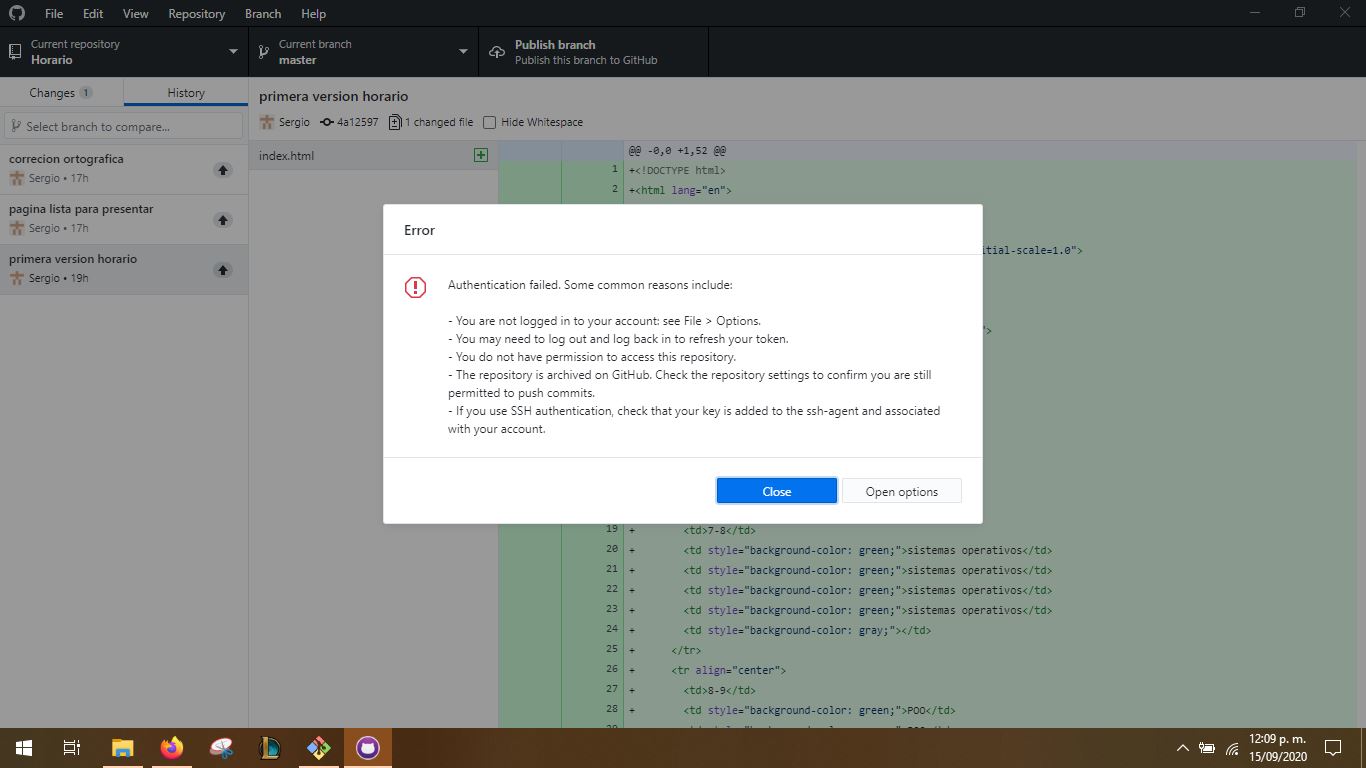 File Edit View Repository Branch Help
Current repository
Horario
Current branch
master
Publish branch
Publish this branch to GitHub
Changes 1
History
Select branch to compare...
correcion ortografica
Sergio • 17h
pagina lista para presentar
Sergio • 17h
primera version horario
Sergio • 19h
primera version horario
Sergio 4a12597 1 changed file Hide Whitespace
index.html
@@ -0,0 +1,52 @@
1 +<!DOCTYPE html>
2 +<html lang="en">
itial-scale=1.0">
">
Error
Authentication failed. Some common reasons include:
- You are not logged in to your account: see File > Options.
- You may need to log out and log back in to refresh your token.
- You do not have permission to access this repository.
- The repository is archived on GitHub. Check the repository settings to confirm you are still
permitted to push commits.
- If you use SSH authentication, check that your key is added to the ssh-agent and associated
with your account.
Close
Open options
19 + <td>7-8</td>
20 + <td style="background-color: green;">sistemas operativos</td>
21 + <td style="background-color: green;">sistemas operativos</td>
22 + <td style="background-color: green;">sistemas operativos</td>
23 + <td style="background-color: green;">sistemas operativos</td>
24 + <td style="background-color: gray;"></td>
25 + </tr>
26 + <tr align="center">
27 + <td>8-9</td>
28 + <td style="background-color: green;">POO</td>
12:09 p. m.
15/09/2020